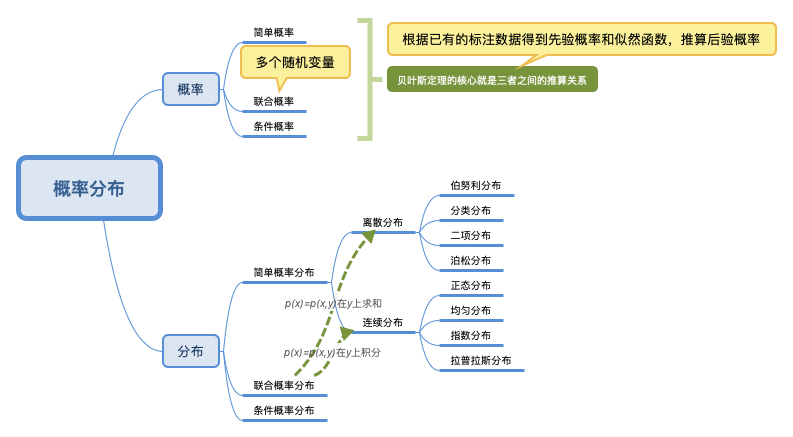 简单概率
根据已有的标注数据得到先验概率和似然函数，推算后验概率
多个随机变量
贝叶斯定理的核心就是三者之间的推算关系
概率
联合概率
条件概率
概率分布
伯努利分布
分类分布
离散分布
二项分布
泊松分布
简单概率分布
正态分布
p(x)=p(x,y)在y上求和
均匀分布
连续分布
指数分布
p(x)=p(x,y)在y上积分
分布
拉普拉斯分布
联合概率分布
条件概率分布